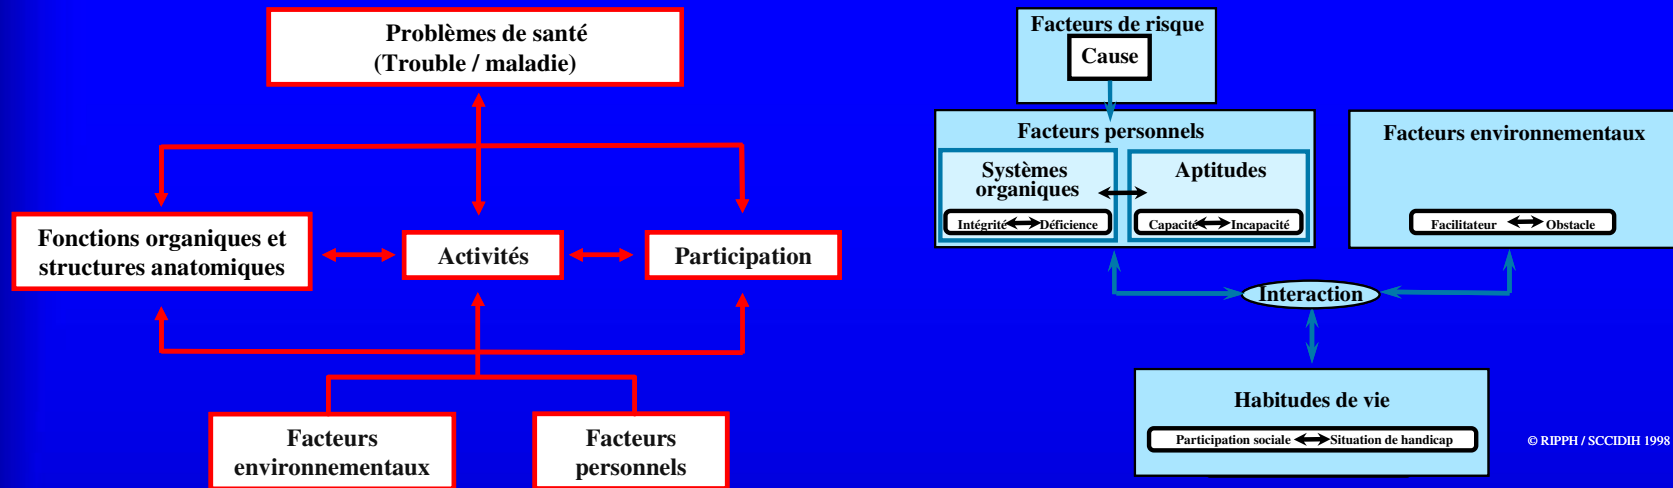 Problèmes de santé
(Trouble / maladie)
Fonctions organiques et
structures anatomiques
Activités
Participation
Facteurs
environnementaux
Facteurs
personnels
Facteurs de risque
Cause
Facteurs personnels
Systèmes
organiques
Intégrité Déficience
Aptitudes
Capacité Incapacité
Facteurs environnementaux
Facilitateur Obstacle
Interaction
Habitudes de vie
Participation sociale Situation de handicap
© RIPPH / SCCIDIH 1998